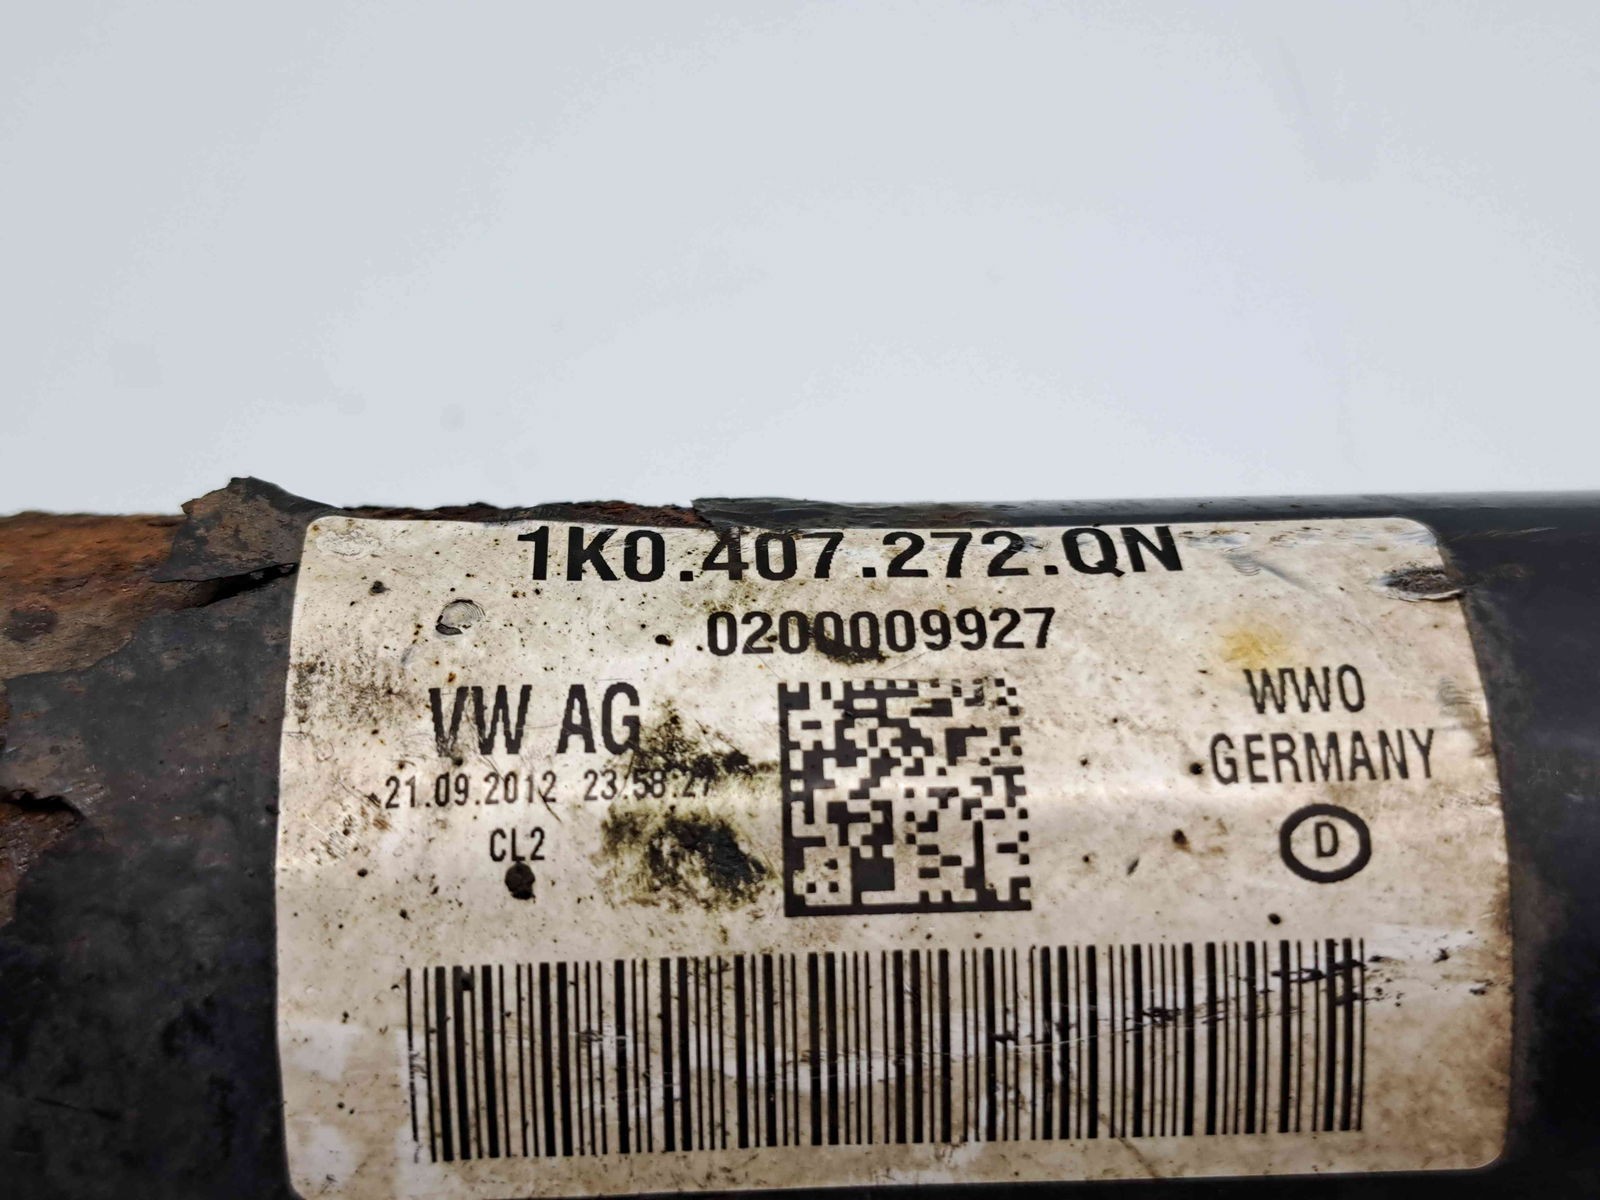 1K0.407.272.QN
0200009927
VW AG
21.09.2012 23:58:27
CL2
WWO
GERMANY
D